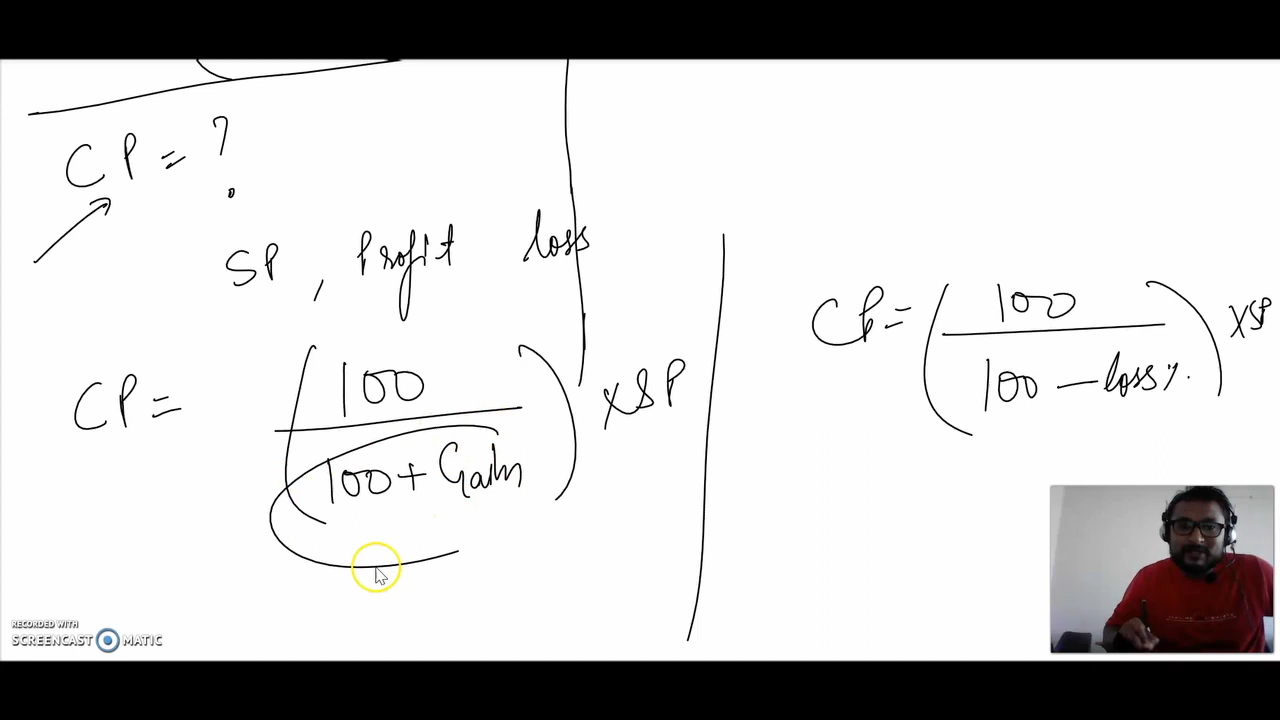 CP = ?
SP, Profit loss
CP = (100 / 100 + Gain) x SP
CP = (100 / 100 - loss%.) x SP
RECORDED WITH
SCREENCAST MATIC